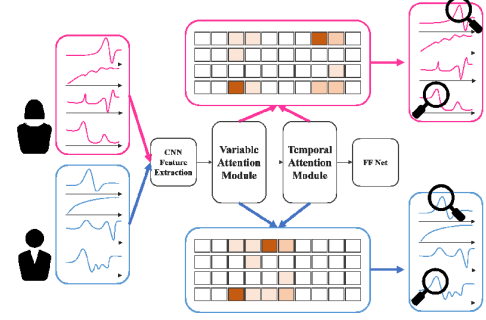 CNN
Feature
Extraction
Variable
Attention
Module
Temporal
Attention
Module
FF Net